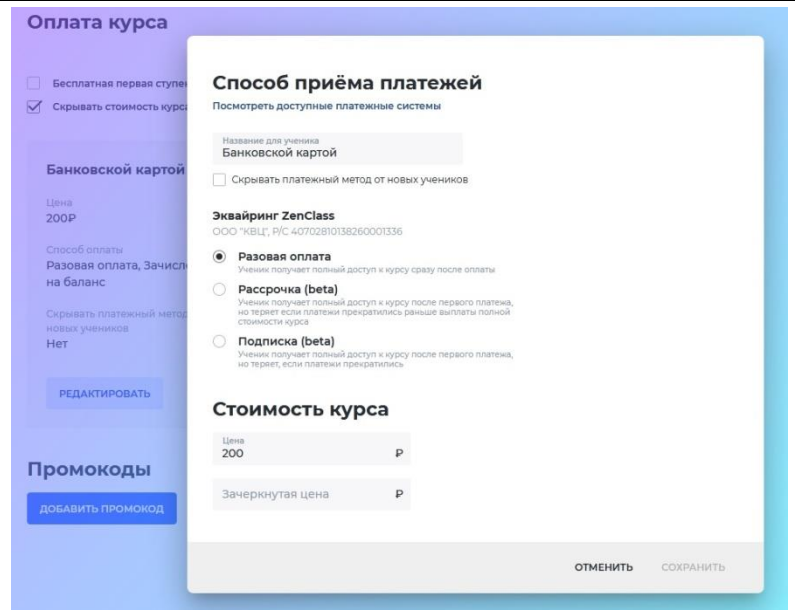 Оплата курса
Бесплатная первая ступе
Скрывать стоимость курс
Банковской картой
Цена
200₽
Способ оплаты
Разовая оплата, Зачисл
на баланс
Скрывать платежный метод
новых учеников
Нет
РЕДАКТИРОВАТЬ
Промокоды
ДОБАВИТЬ ПРОМОКОД
Способ приёма платежей
Посмотреть доступные платежные системы
Название для ученика
Банковской картой
Скрывать платежный метод от новых учеников
Эквайринг ZenClass
ООО "КВЦ", Р/С 40702810138260001336
Разовая оплата
Ученик получает полный доступ к курсу сразу после оплаты
Рассрочка (beta)
Ученик получает полный доступ к курсу после первого платежа,
но теряет если платежи прекратились раньше выплаты полной
стоимости курса
Подписка (beta)
Ученик получает полный доступ к курсу после первого платежа,
но теряет, если платежи прекратились
Стоимость курса
Цена
200 ₽
Зачеркнутая цена ₽
ОТМЕНИТЬ СОХРАНИТЬ